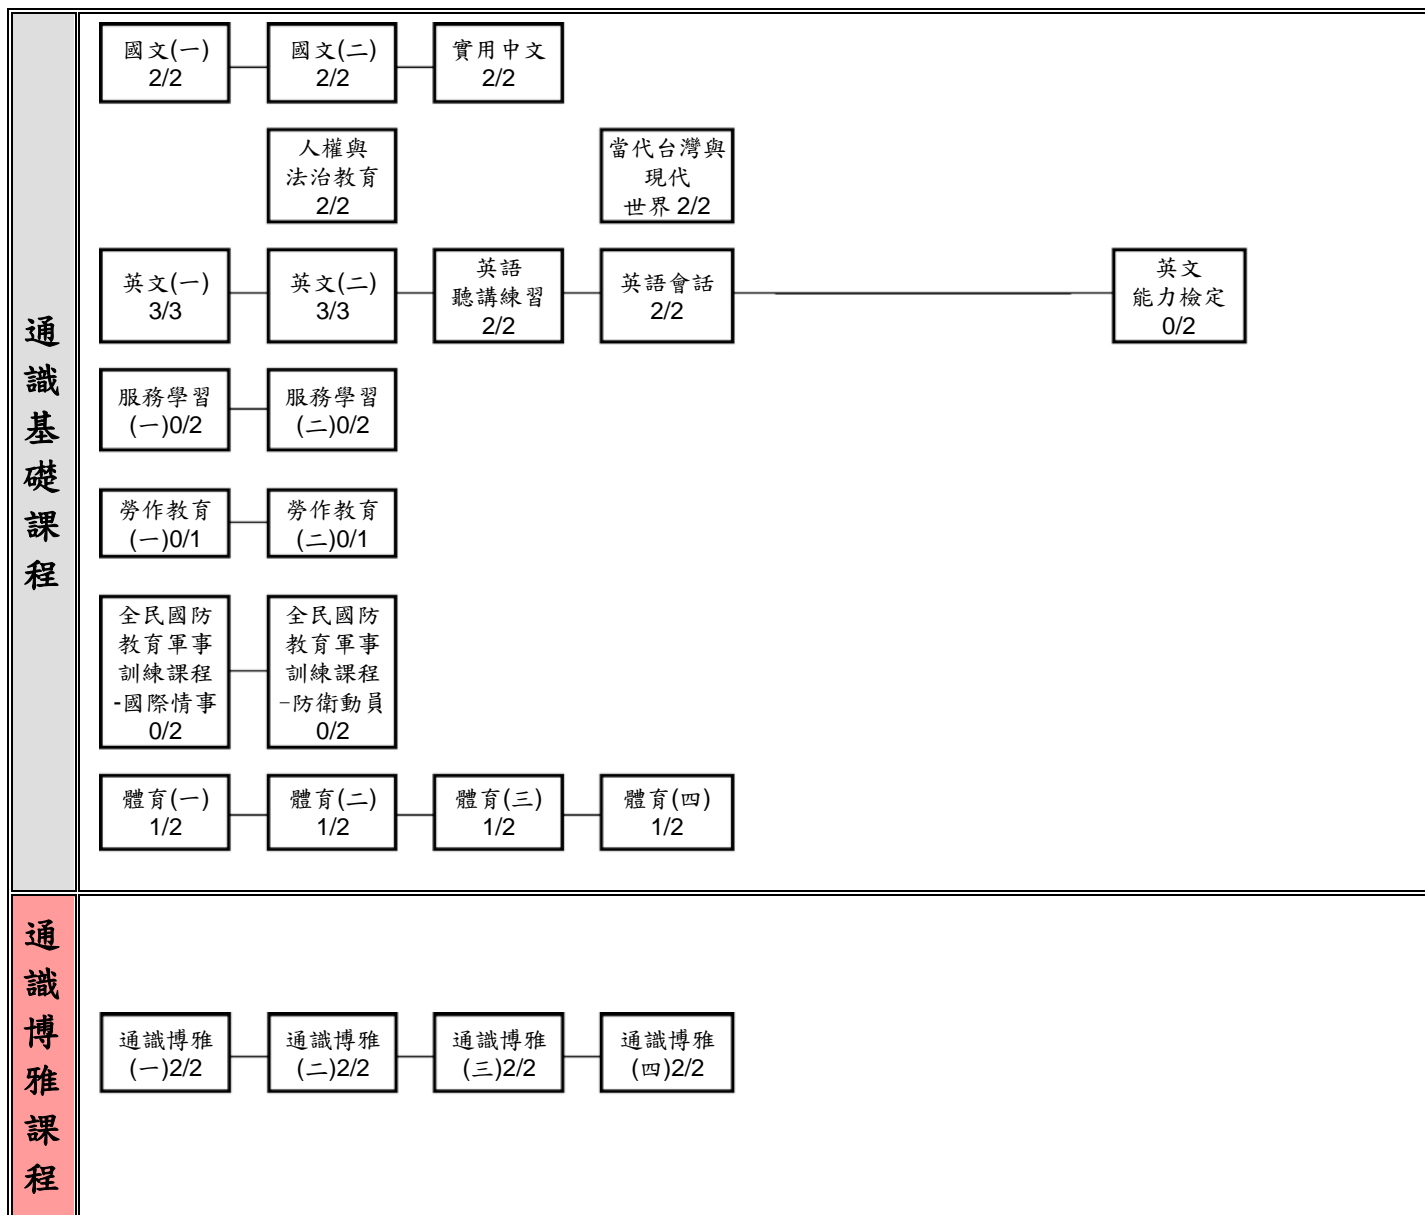 通識基礎課程
國文(一)
2/2
國文(二)
2/2
實用中文
2/2
人權與
法治教育
2/2
當代台灣與
現代
世界 2/2
英文(一)
3/3
英文(二)
3/3
英語
聽講練習
2/2
英語會話
2/2
英文
能力檢定
0/2
服務學習
(一)0/2
服務學習
(二)0/2
勞作教育
(一)0/1
勞作教育
(二)0/1
全民國防
教育軍事
訓練課程
-國際情事
0/2
全民國防
教育軍事
訓練課程
-防衛動員
0/2
體育(一)
1/2
體育(二)
1/2
體育(三)
1/2
體育(四)
1/2
通識博雅課程
通識博雅
(一)2/2
通識博雅
(二)2/2
通識博雅
(三)2/2
通識博雅
(四)2/2